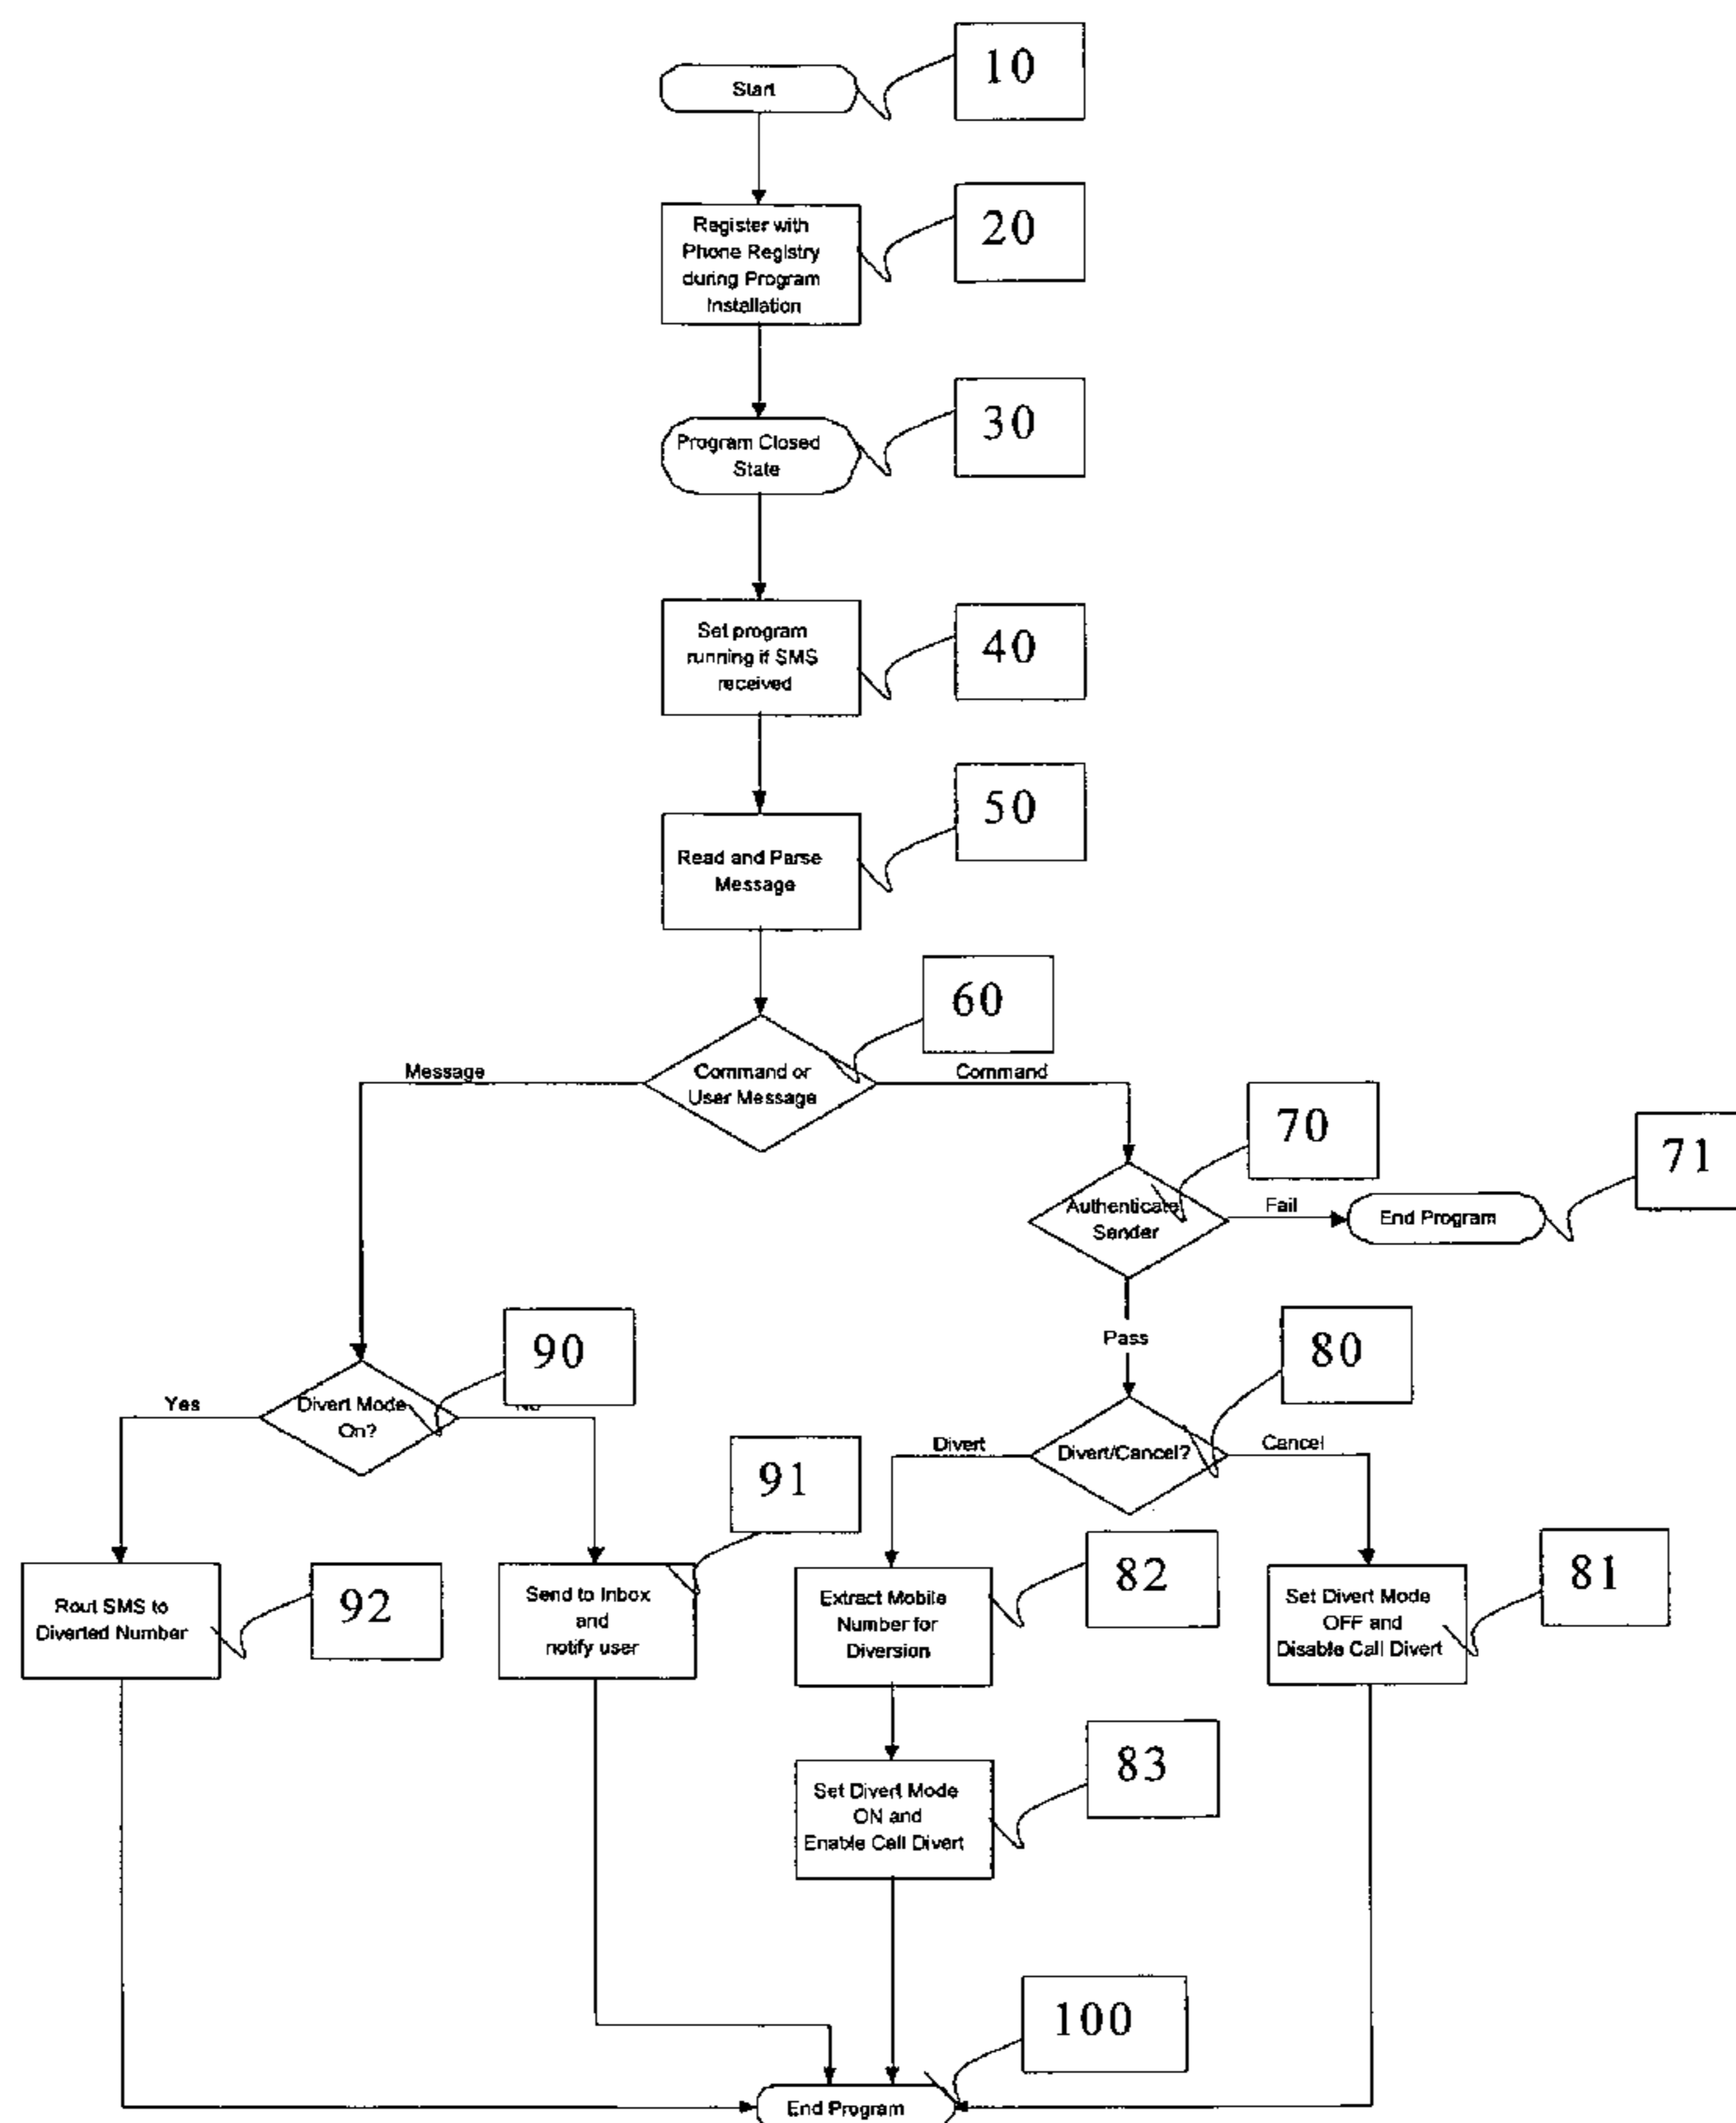 Start
10
Register with
Phone Registry
during Program
Installation
20
Program Closed
State
30
Set program
running if SMS
received
40
Read and Parse
Message
50
60
Message
Command or
User Message
Command
70
71
Authenticate
Sender
Fail
End Program
Pass
90
80
Yes
Divert Mode
On?
Divert
Divert/Cancel?
Cancel
91
Rout SMS to
Diverted Number
92
Send to Inbox
and
notify user
Extract Mobile
Number for
Diversion
82
Set Divert Mode
OFF and
Disable Call Divert
81
Set Divert Mode
ON and
Enable Call Divert
83
100
End Program